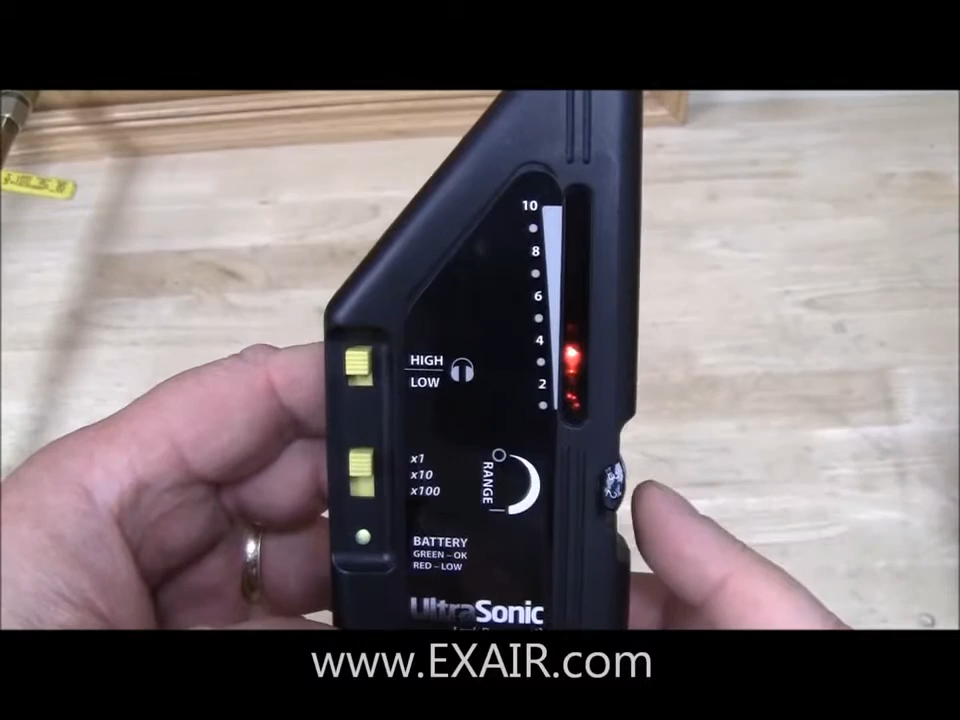 10
8
6
4
2
HIGH
LOW
x1
x10
x100
RANGE
BATTERY
GREEN – OK
RED – LOW
UltraSonic
www.EXAIR.com